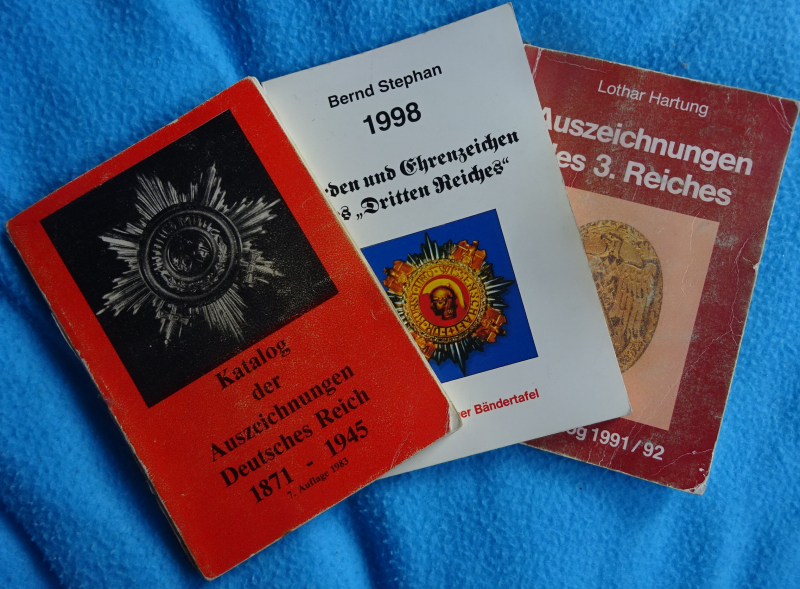 Katalog
der
Auszeichnungen
Deutsches Reich
1871 - 1945
7. Auflage 1983
Bernd Stephan
1998
den und Ehrenzeichen
s „Dritten Reiches“
er Bändertafel
Lothar Hartung
Auszeichnungen
es 3. Reiches
og 1991/92